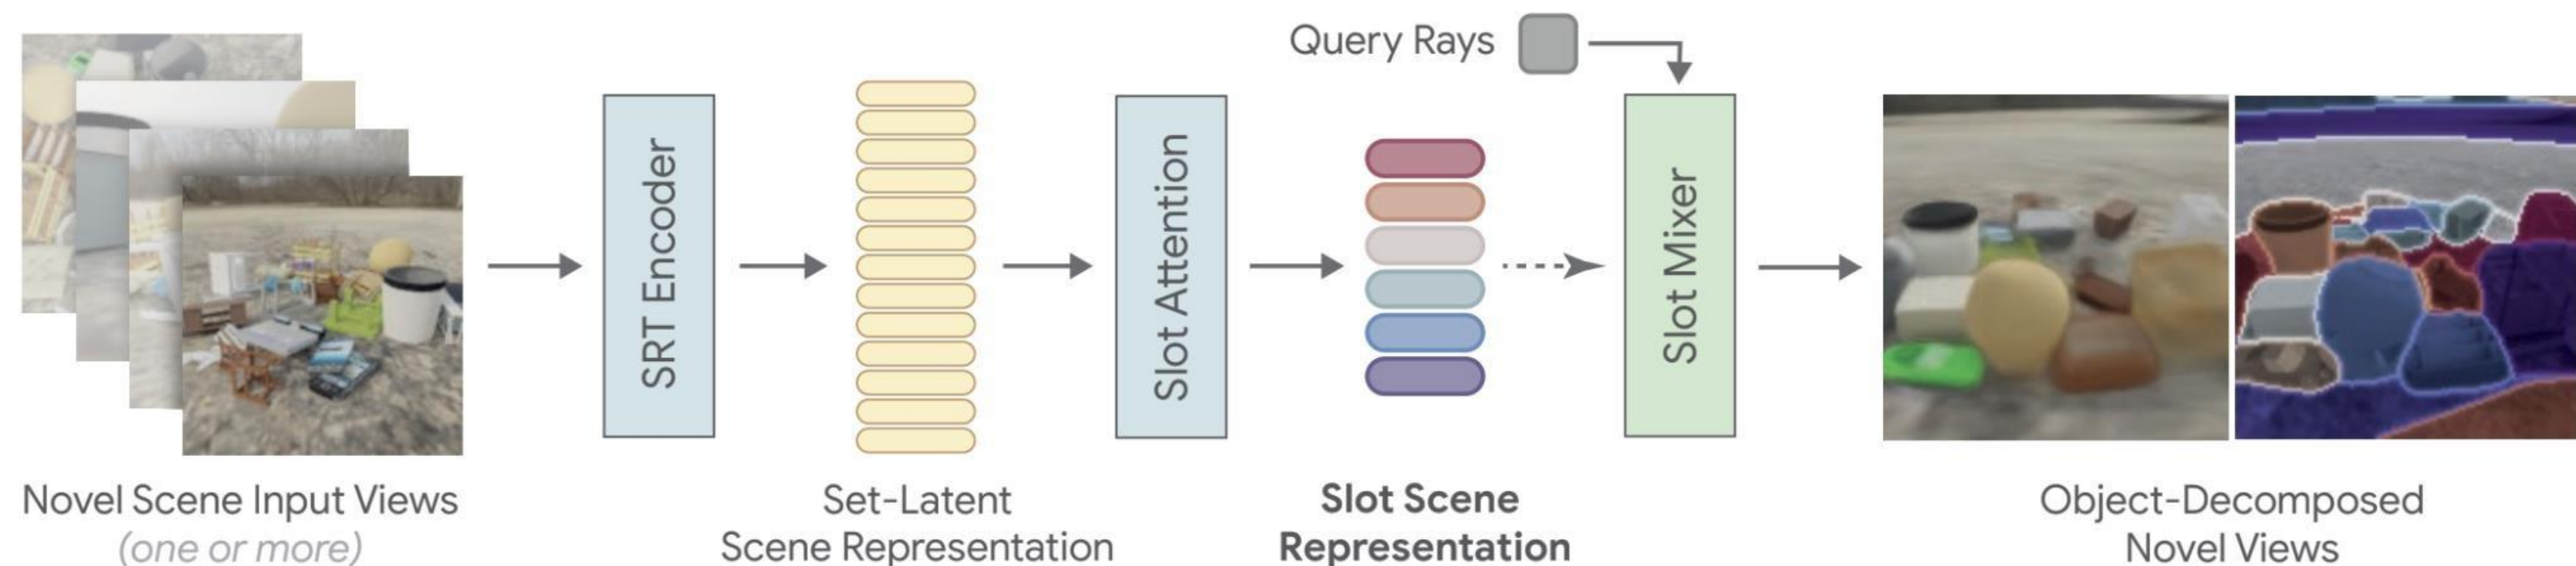 Query Rays
SRT Encoder
Slot Attention
Slot Mixer
Novel Scene Input Views
(one or more)
Set-Latent
Scene Representation
Slot Scene
Representation
Object-Decomposed
Novel Views